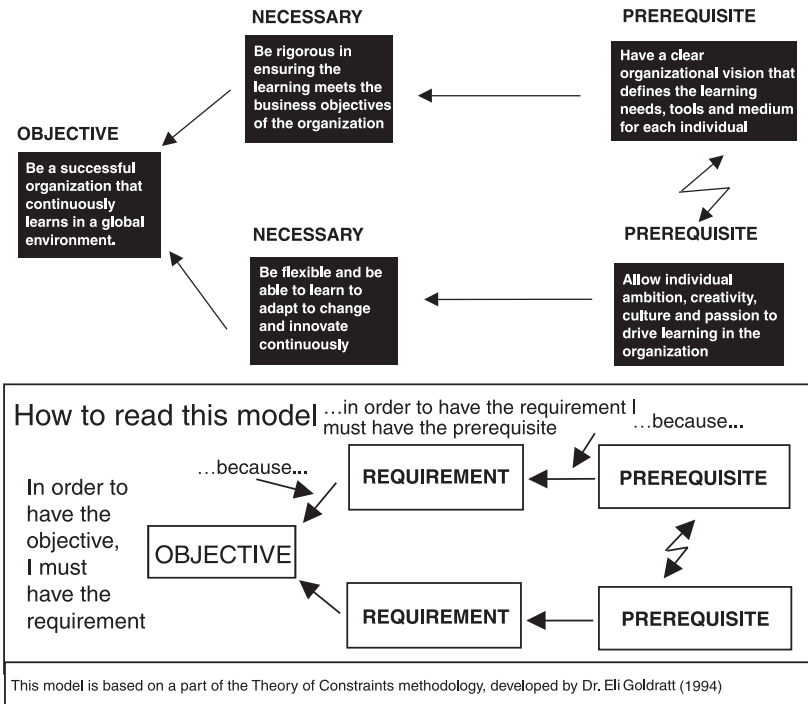 NECESSARY
PREREQUISITE
Be rigorous in
ensuring the
learning meets the
business objectives
of the organization
Have a clear
organizational vision that
defines the learning
needs, tools and medium
for each individual
OBJECTIVE
Be a successful
organization that
continuously
learns in a global
environment.
NECESSARY
PREREQUISITE
Be flexible and be
able to learn to
adapt to change
and innovate
continuously
Allow individual
ambition, creativity,
culture and passion to
drive learning in the
organization
How to read this model
...in order to have the requirement I
must have the prerequisite
...because...
...because...
In order to
have the
objective,
I must
have the
requirement
REQUIREMENT
PREREQUISITE
OBJECTIVE
REQUIREMENT
PREREQUISITE
This model is based on a part of the Theory of Constraints methodology, developed by Dr. Eli Goldratt (1994)